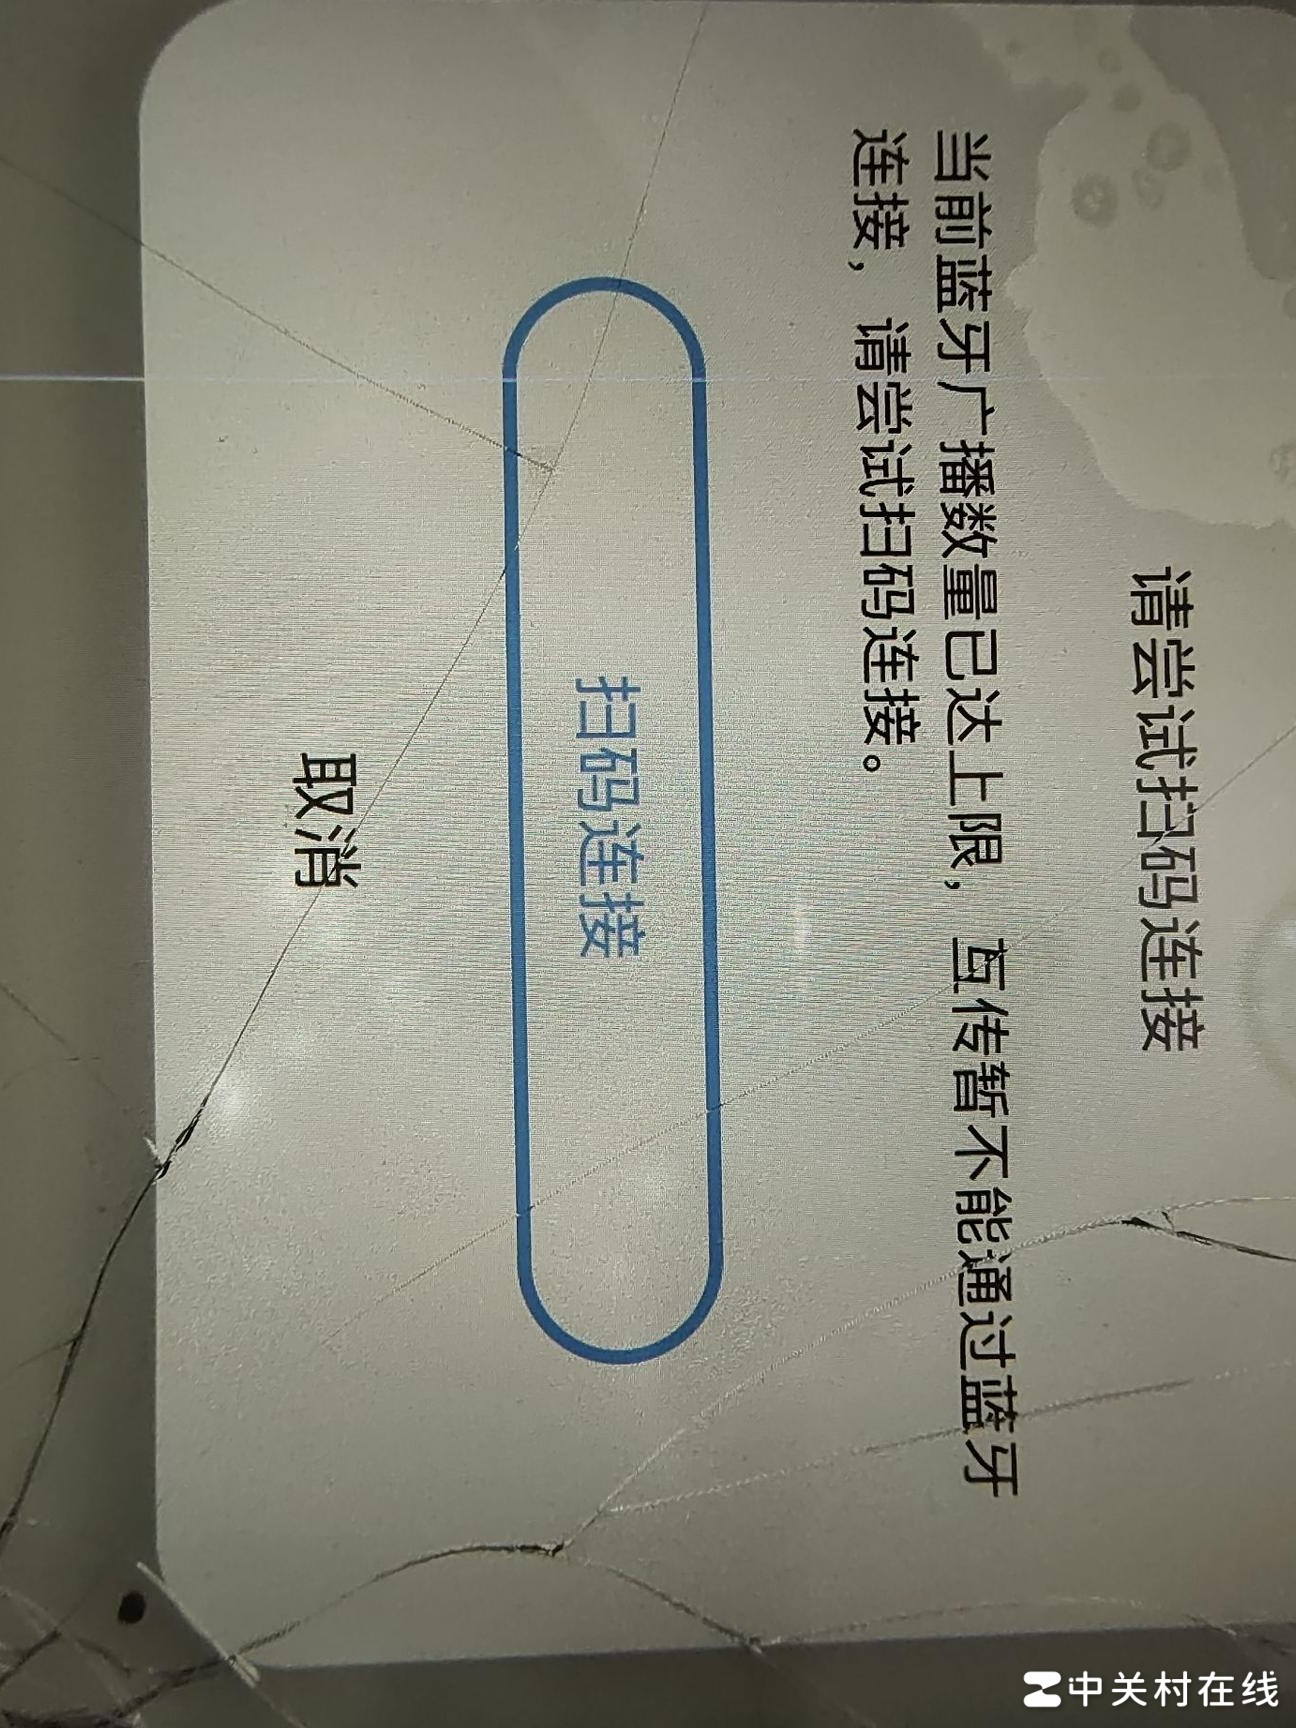 请尝试扫码连接
当前蓝牙广播数量已达上限，互传暂不能通过蓝牙
连接，请尝试扫码连接。
扫码连接
取消
中关村在线